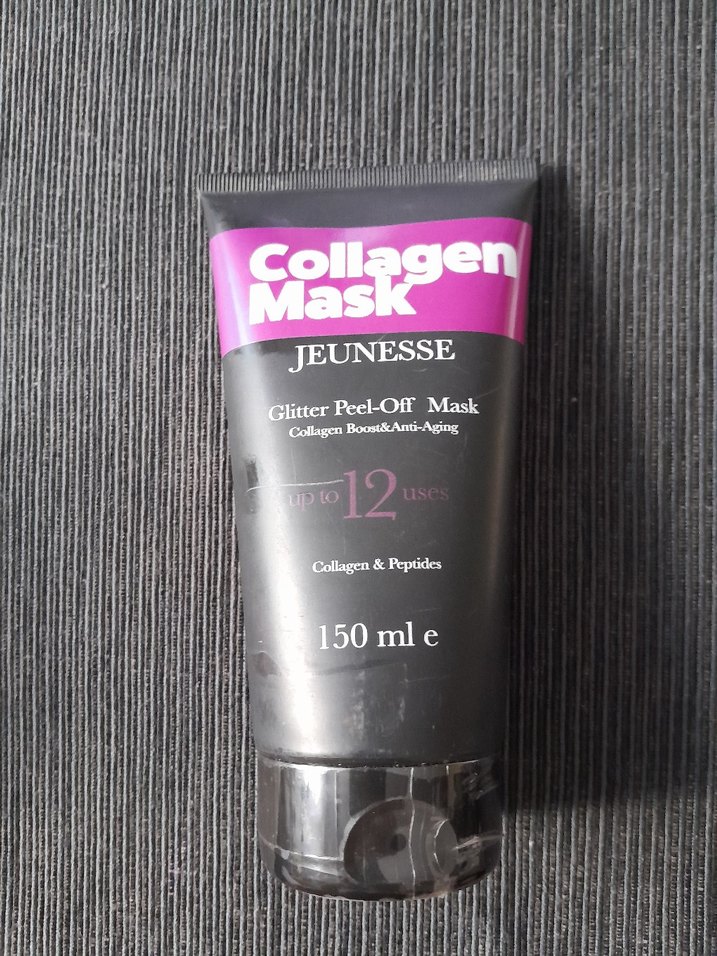 Collagen
Mask
JEUNESSE
Glitter Peel-Off Mask
Collagen Boost&Anti-Aging
up to 12 uses
Collagen & Peptides
150 ml e